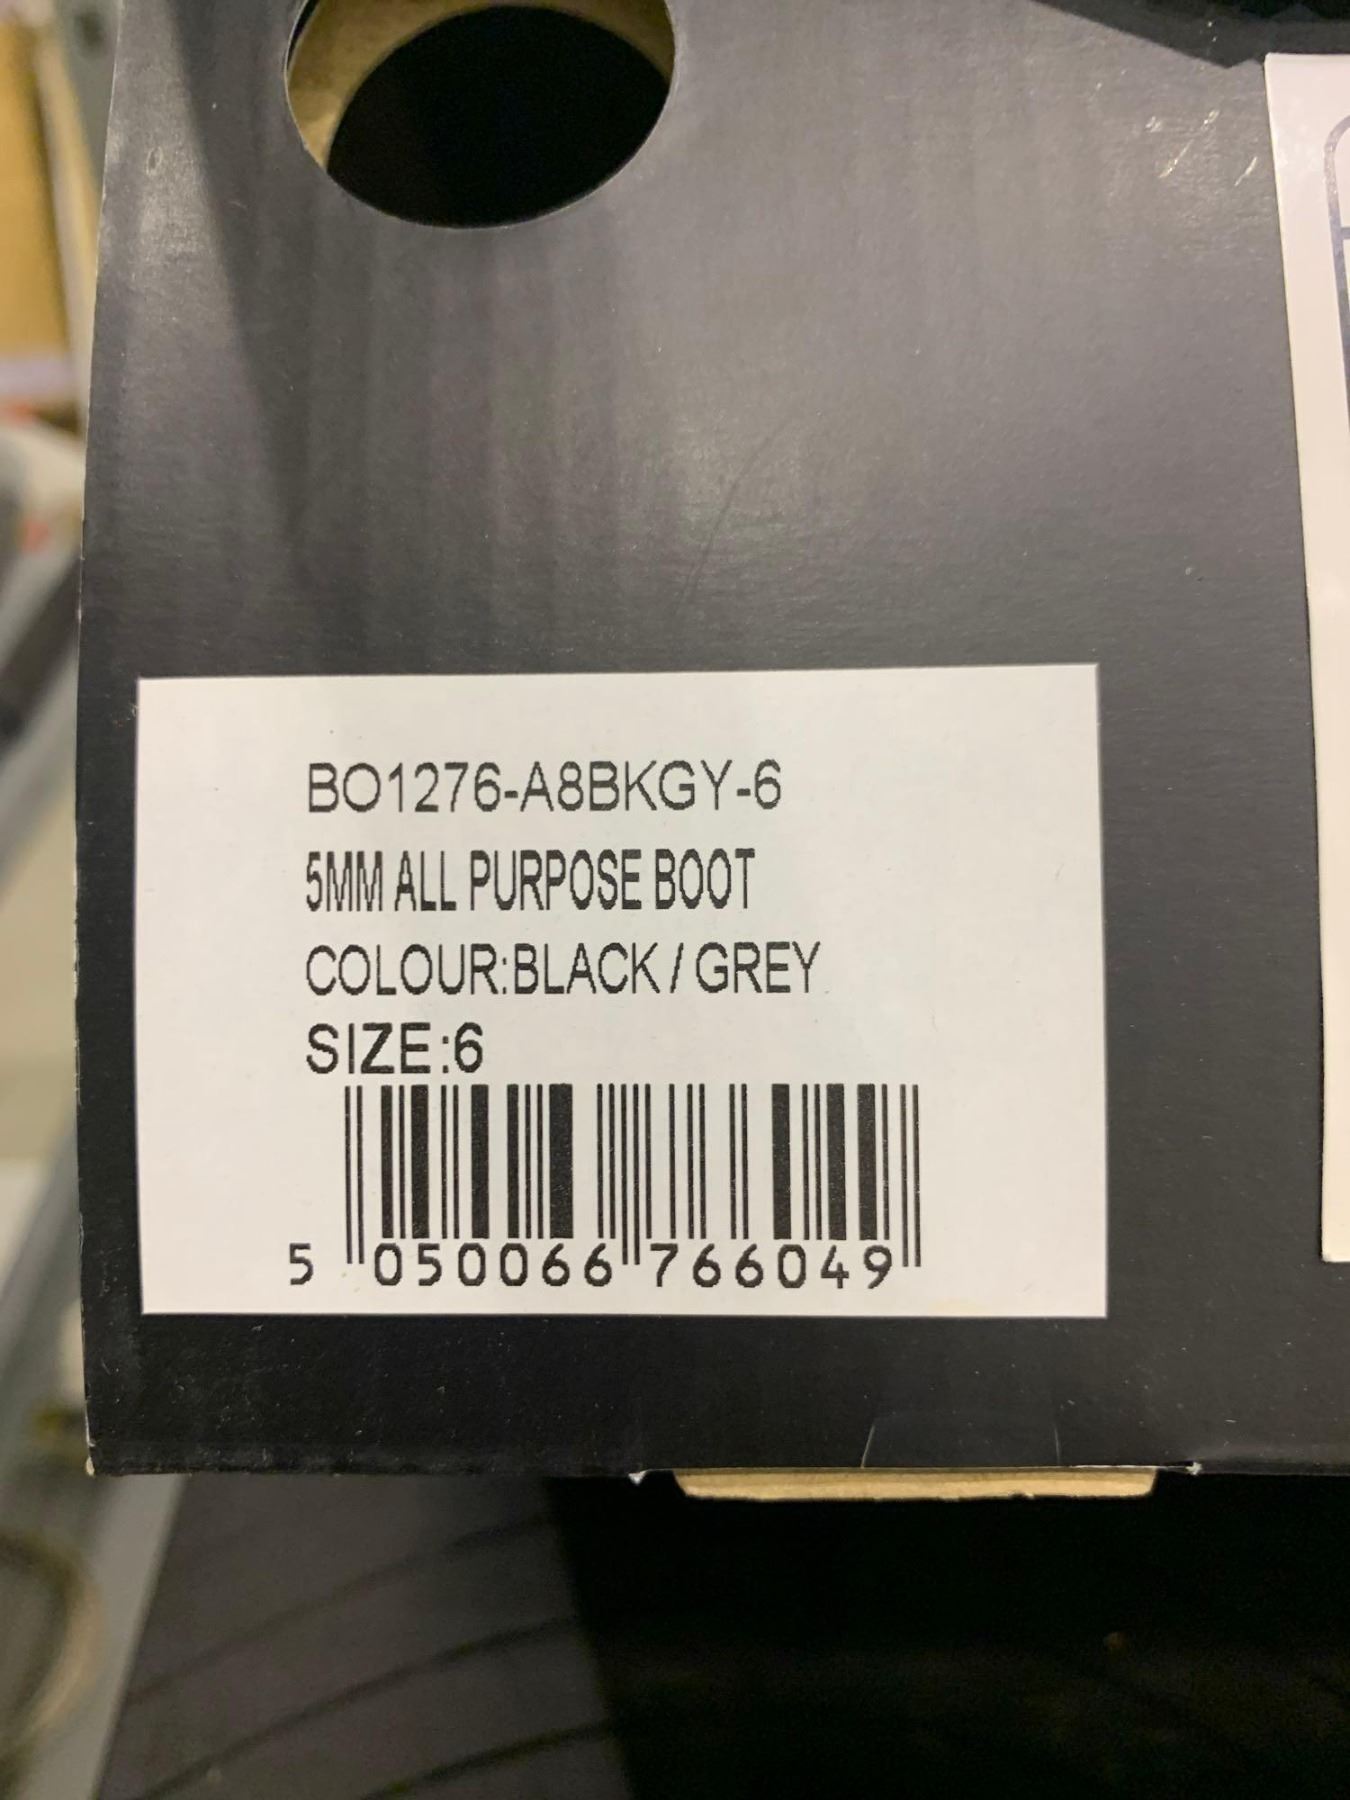 BO1276-A8BKGY-6
5MM ALL PURPOSE BOOT
COLOUR:BLACK / GREY
SIZE:6
5 050066 766049